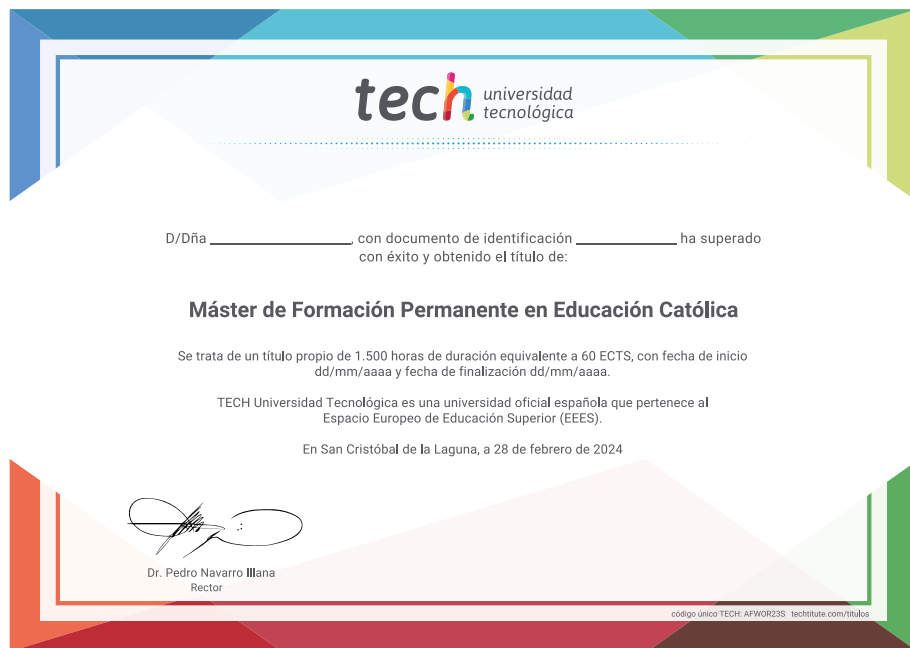 tech universidad
tecnológica
D/Dña ____________________, con documento de identificación ______________ ha superado
con éxito y obtenido el título de:
Máster de Formación Permanente en Educación Católica
Se trata de un título propio de 1.500 horas de duración equivalente a 60 ECTS, con fecha de inicio
dd/mm/aaaa y fecha de finalización dd/mm/aaaa.
TECH Universidad Tecnológica es una universidad oficial española que pertenece al
Espacio Europeo de Educación Superior (EEES).
En San Cristóbal de la Laguna, a 28 de febrero de 2024
Dr. Pedro Navarro Illana
Rector
código único TECH: AFWOR23S techtitute.com/titulos